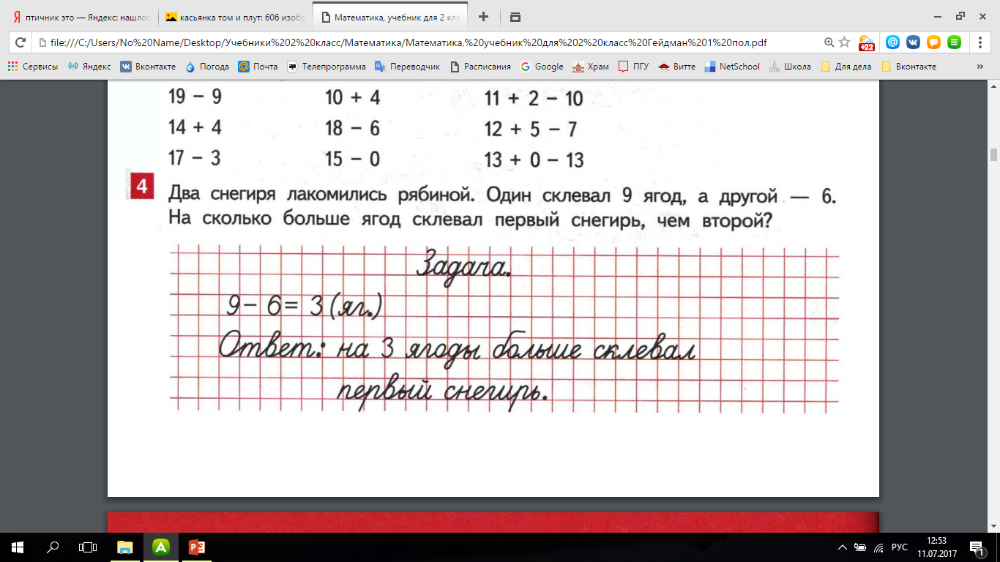 птичник это — Яндекс: нашлос
касьянка том и плут: 606 изобр
Математика, учебник для 2 кла
file:///C:/Users/No%20Name/Desktop/Учебники%202%20класс/Математика/Математика,%20учебник%20для%202%20класс%20Гейдман%201%20пол.pdf
+22
Сервисы Яндекс Вконтакте Погода Почта Телепрограмма Переводчик Расписания Google Храм ПГУ Витте NetSchool Школа Для дела Вконтакте »
19 − 9 10 + 4 11 + 2 − 10
14 + 4 18 − 6 12 + 5 − 7
17 − 3 15 − 0 13 + 0 − 13
4 Два снегиря лакомились рябиной. Один склевал 9 ягод, а другой — 6.
На сколько больше ягод склевал первый снегирь, чем второй?
Задача.
9 − 6 = 3 (яг.)
Ответ: на 3 ягоды больше склевал
первый снегирь.
РУС 12:53
11.07.2017 1